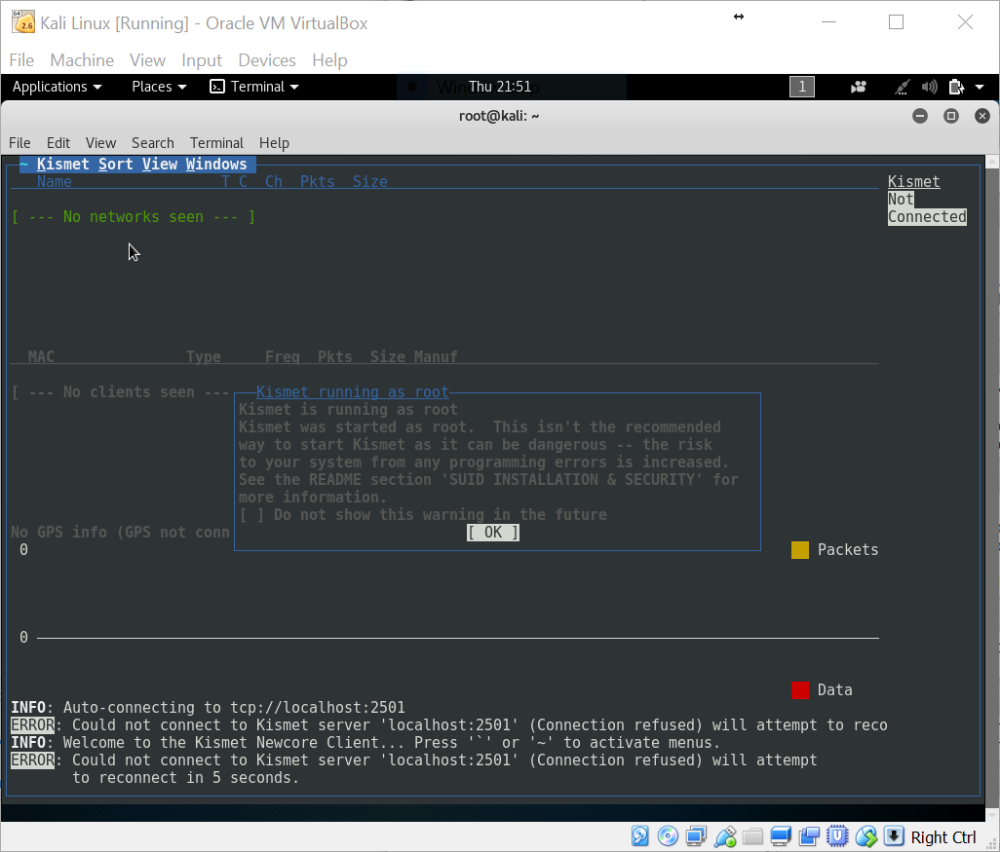 Kali Linux [Running] - Oracle VM VirtualBox
File Machine View Input Devices Help
Applications Places Terminal Thu 21:51 1
root@kali: ~
File Edit View Search Terminal Help
~ Kismet Sort View Windows
Name T C Ch Pkts Size Kismet
Not
[ --- No networks seen --- ] Connected
MAC Type Freq Pkts Size Manuf
[ --- No clients seen ---
Kismet running as root
Kismet is running as root
Kismet was started as root.  This isn't the recommended
way to start Kismet as it can be dangerous -- the risk
to your system from any programming errors is increased.
See the README section 'SUID INSTALLATION & SECURITY' for
more information.
[ ] Do not show this warning in the future
No GPS info (GPS not conn [ OK ]
0 Packets
0
Data
INFO: Auto-connecting to tcp://localhost:2501
ERROR: Could not connect to Kismet server 'localhost:2501' (Connection refused) will attempt to reco
INFO: Welcome to the Kismet Newcore Client... Press '`' or '~' to activate menus.
ERROR: Could not connect to Kismet server 'localhost:2501' (Connection refused) will attempt
to reconnect in 5 seconds.
Right Ctrl